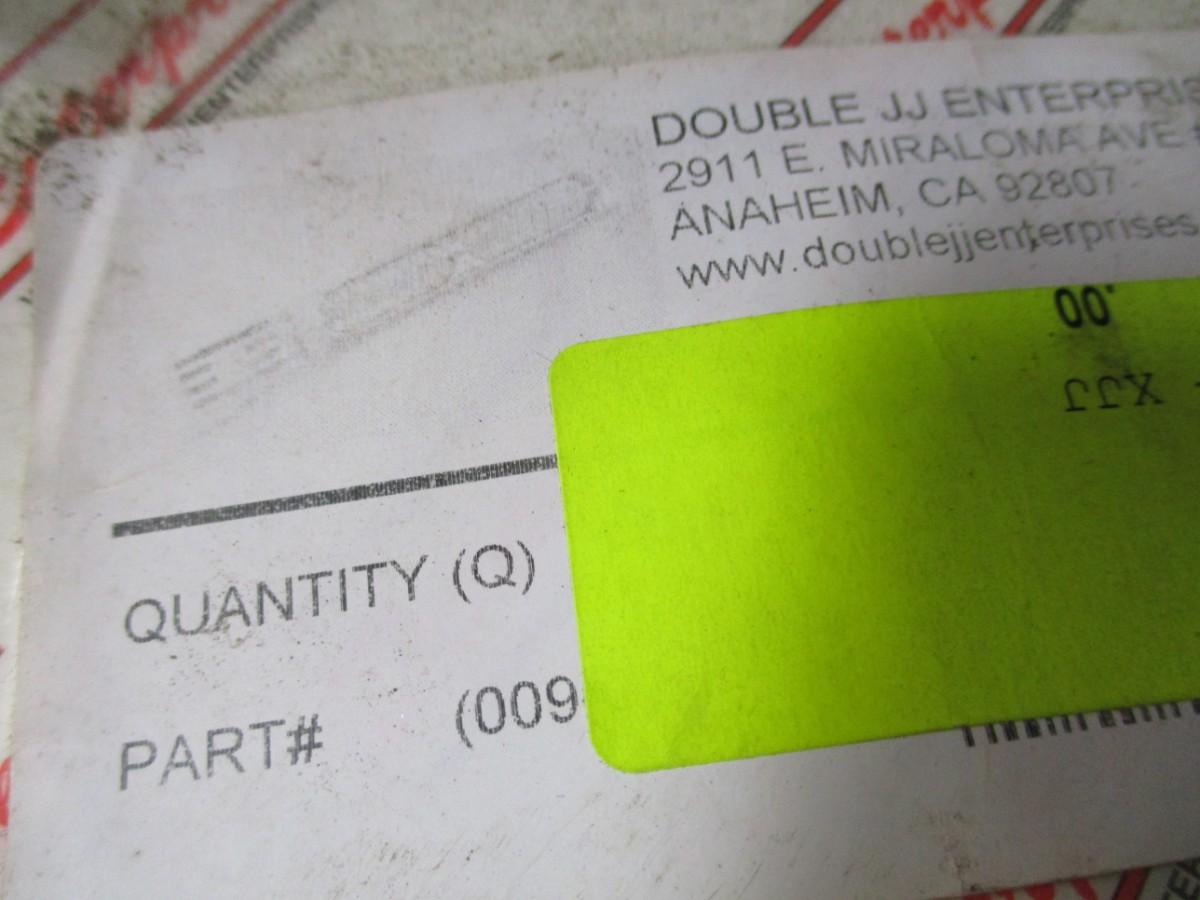 DOUBLE JJ ENTERPRIS
2911 E. MIRALOMA AVE
ANAHEIM, CA 92807
www.doublejjenterprises.
.00
QUANTITY (Q)
PART# (009